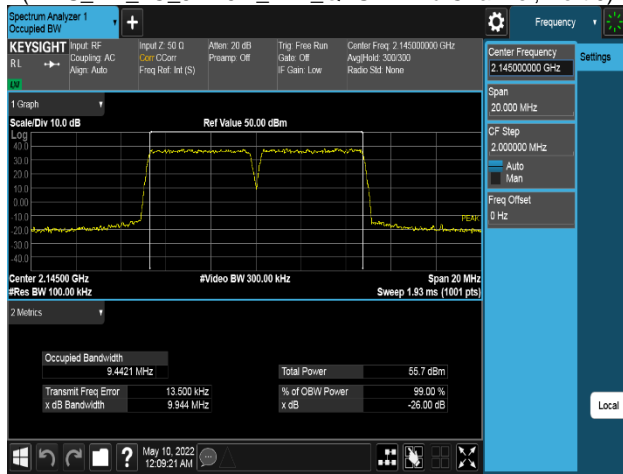 Spectrum Analyzer 1
Occupied BW
Frequency
KEYSIGHT
RL
Input: RF
Coupling: AC
Align: Auto
Input Z: 50 Ω
Corr CCorr
Freq Ref: Int (S)
Atten: 20 dB
Preamp: Off
Trig: Free Run
Gate: Off
IF Gain: Low
Center Freq: 2.145000000 GHz
Avg|Hold: 300/300
Radio Std: None
Center Frequency
2.145000000 GHz
Settings
Span
20.000 MHz
CF Step
2.000000 MHz
Auto
Man
Freq Offset
0 Hz
1 Graph
Scale/Div 10.0 dB
Ref Value 50.00 dBm
Log
40.0
30.0
20.0
10.0
0.00
-10.0
-20.0
-30.0
-40.0
PEAK
Center 2.14500 GHz
#Video BW 300.00 kHz
Span 20 MHz
#Res BW 100.00 kHz
Sweep 1.93 ms (1001 pts)
2 Metrics
Occupied Bandwidth
9.4421 MHz
Total Power
55.7 dBm
Transmit Freq Error
13.500 kHz
% of OBW Power
99.00 %
x dB Bandwidth
9.944 MHz
x dB
-26.00 dB
Local
?
May 10, 2022
12:09:21 AM